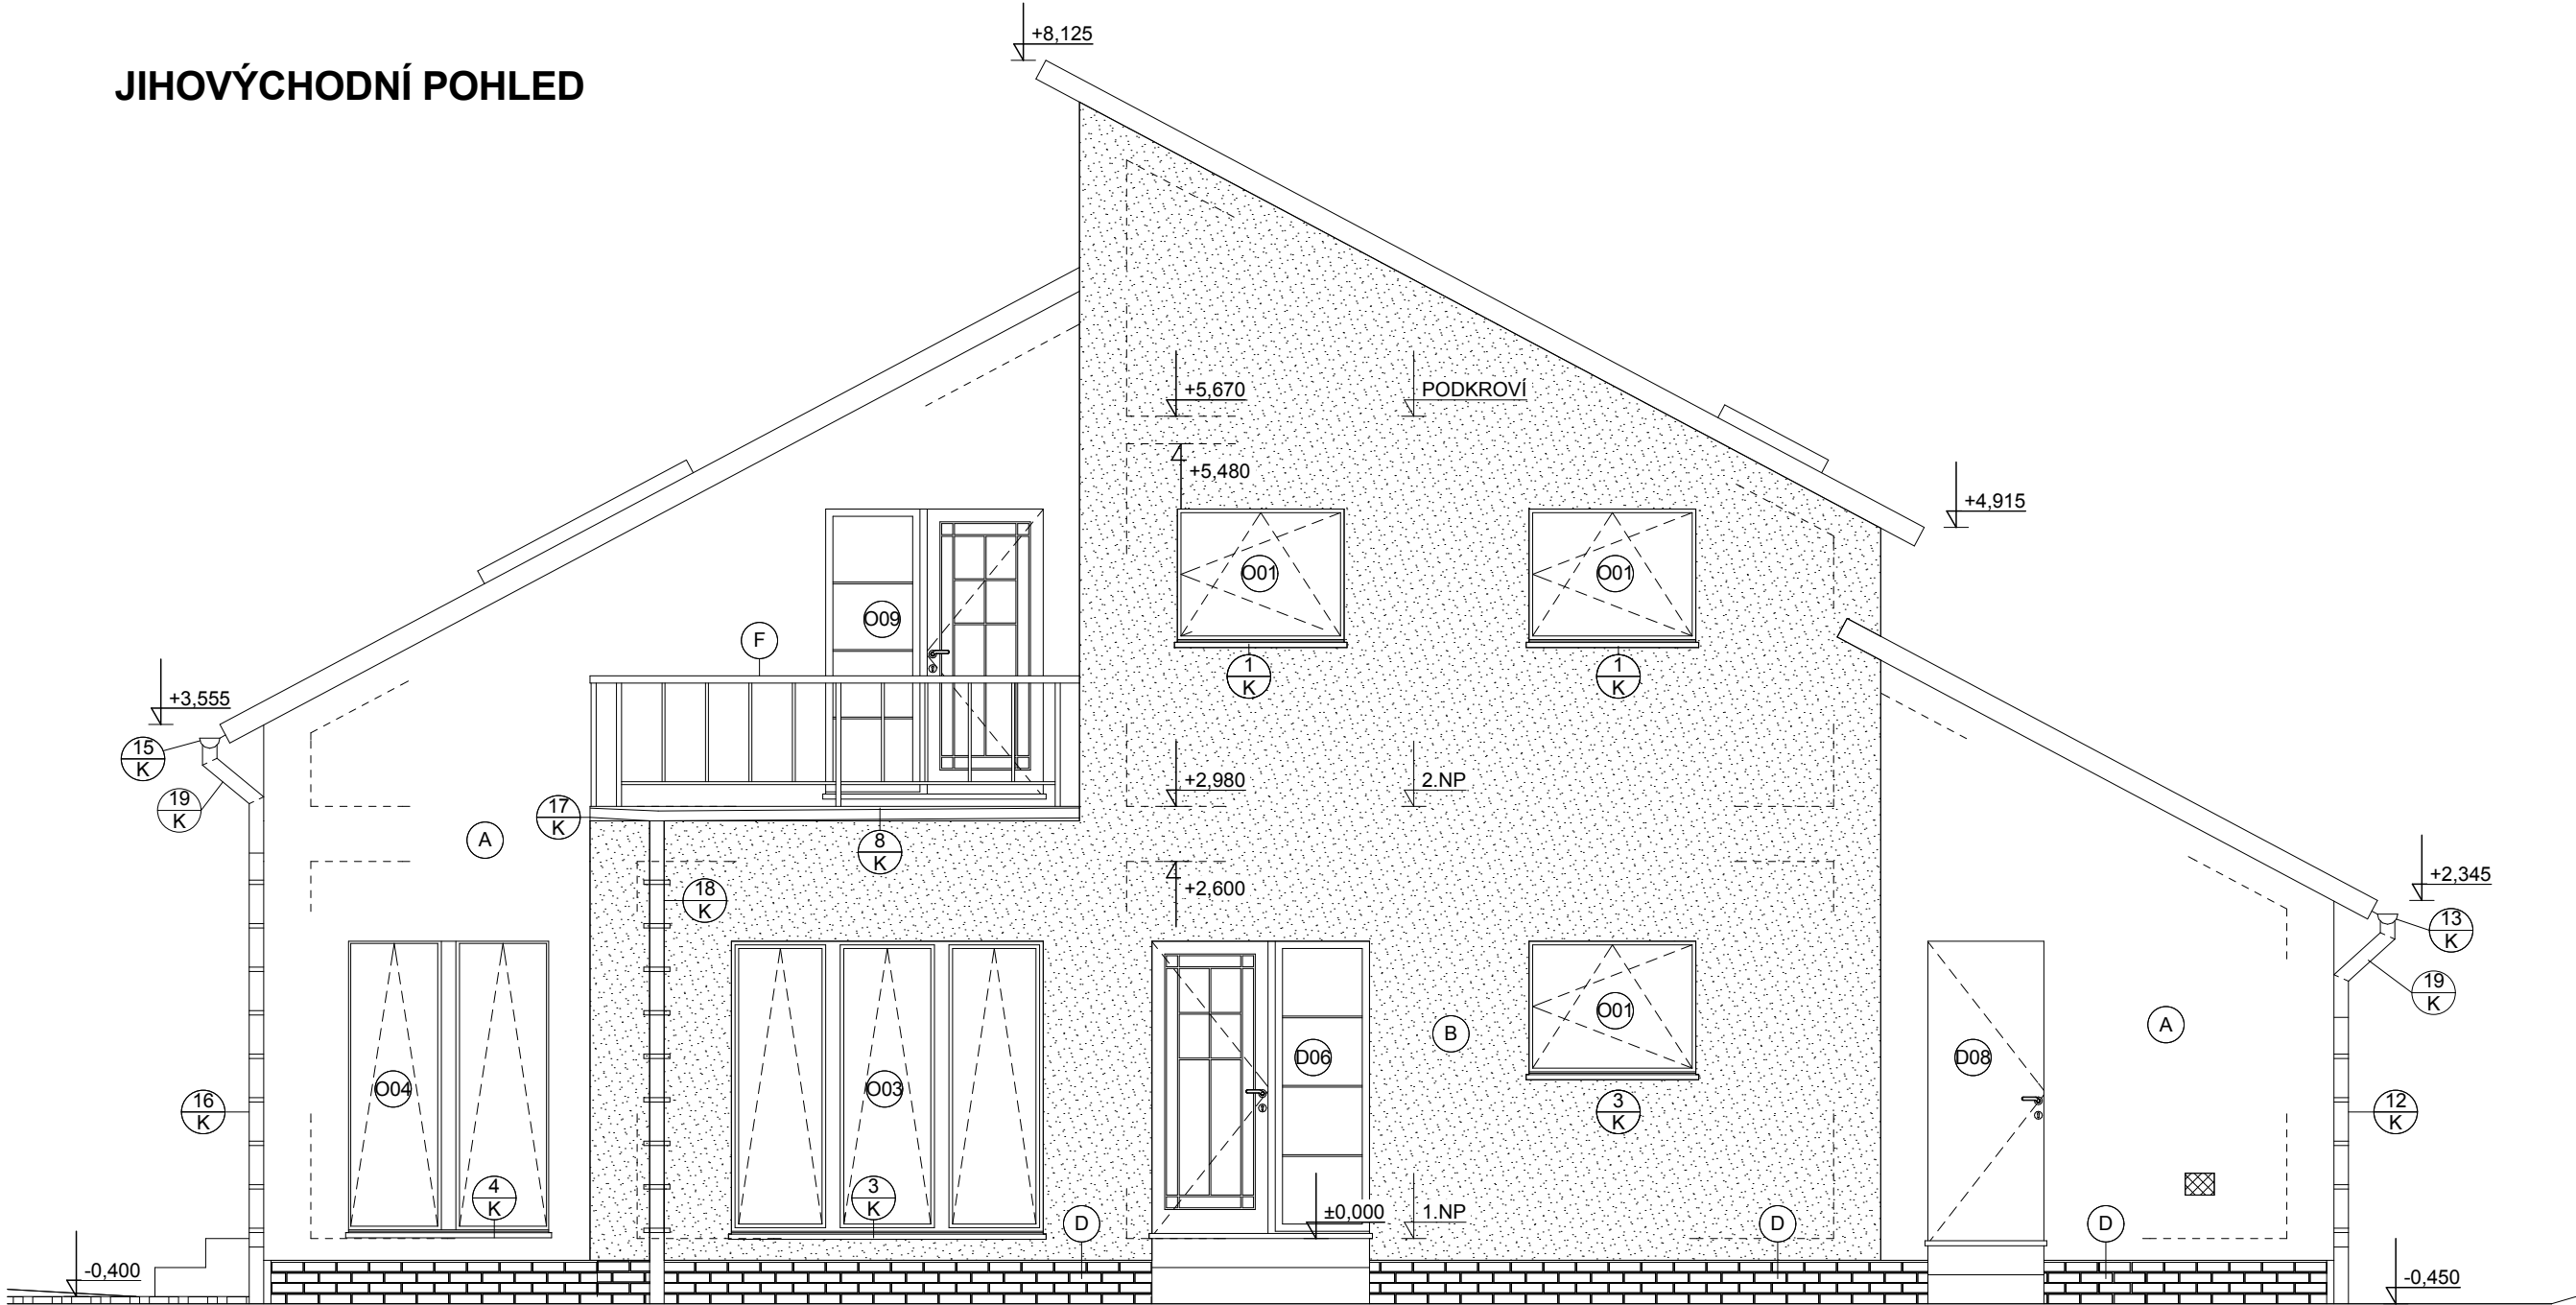 +8,125
JIHOVÝCHODNÍ POHLED
+5,670
PODKROVÍ
+5,480
+4,915
O01
O01
O09
F
1
K
1
K
+3,555
15
K
19
K
+2,980
2.NP
17
K
A
8
K
+2,600
18
K
+2,345
13
K
19
K
B
O01
A
D06
D08
O04
O03
16
K
3
K
12
K
4
K
3
K
D
±0,000
1.NP
D
D
-0,400
-0,450